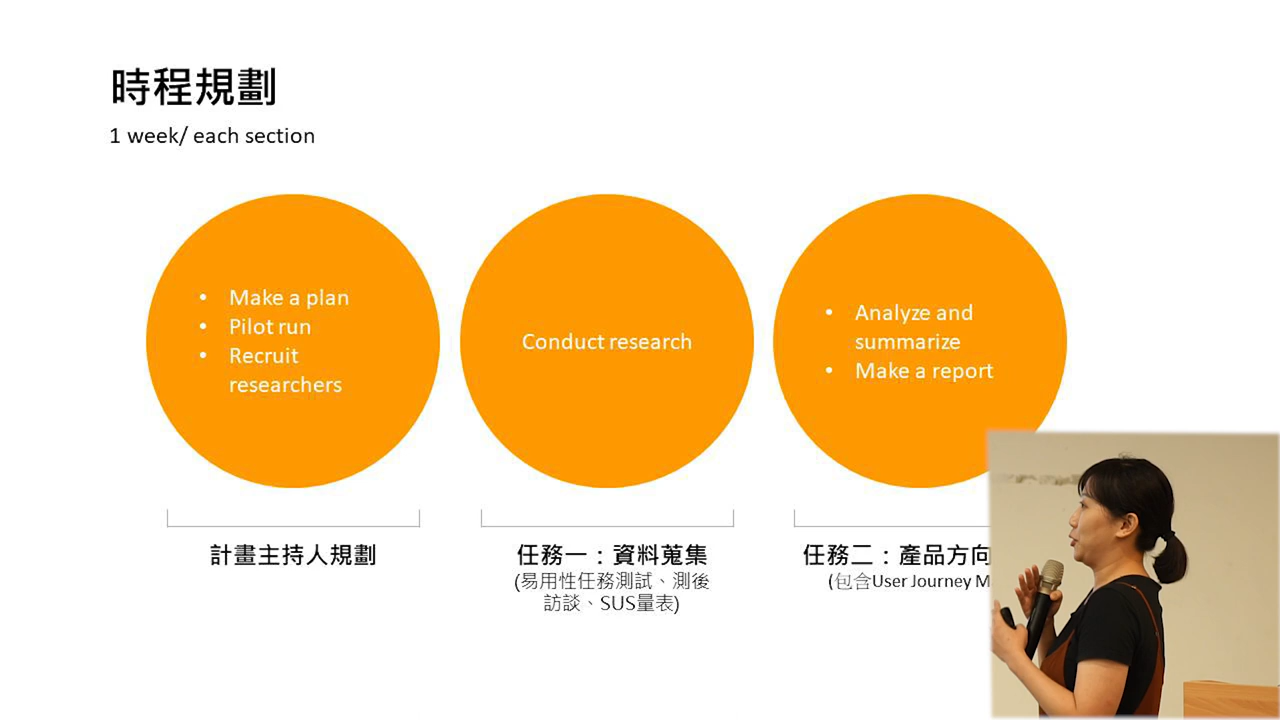 時程規劃
1 week/ each section
• Make a plan
• Pilot run
• Recruit
researchers
Conduct research
• Analyze and
summarize
• Make a report
計畫主持人規劃
任務一：資料蒐集
(易用性任務測試、測後
訪談、SUS量表)
任務二：產品方向
(包含User Journey M